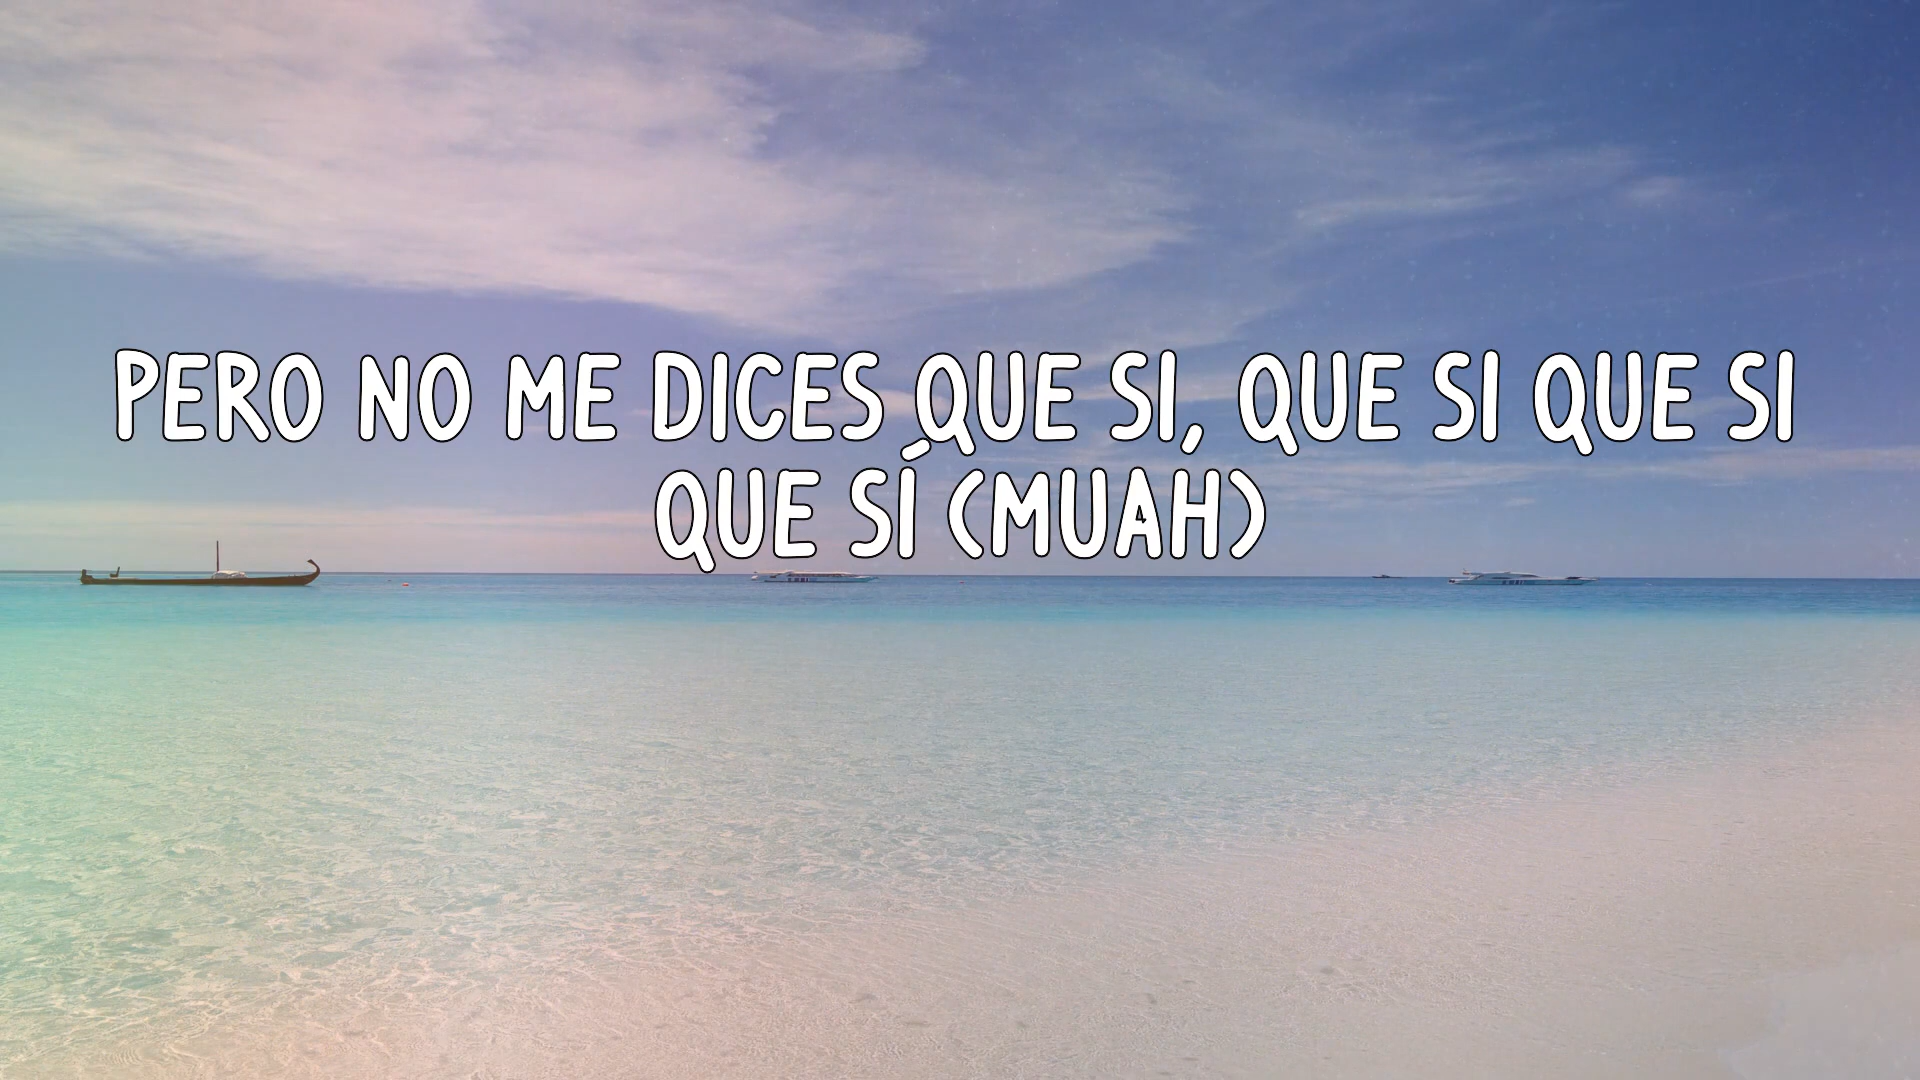 PERO NO ME DICES QUE SI, QUE SI QUE SI
QUE SÍ (MUAH)